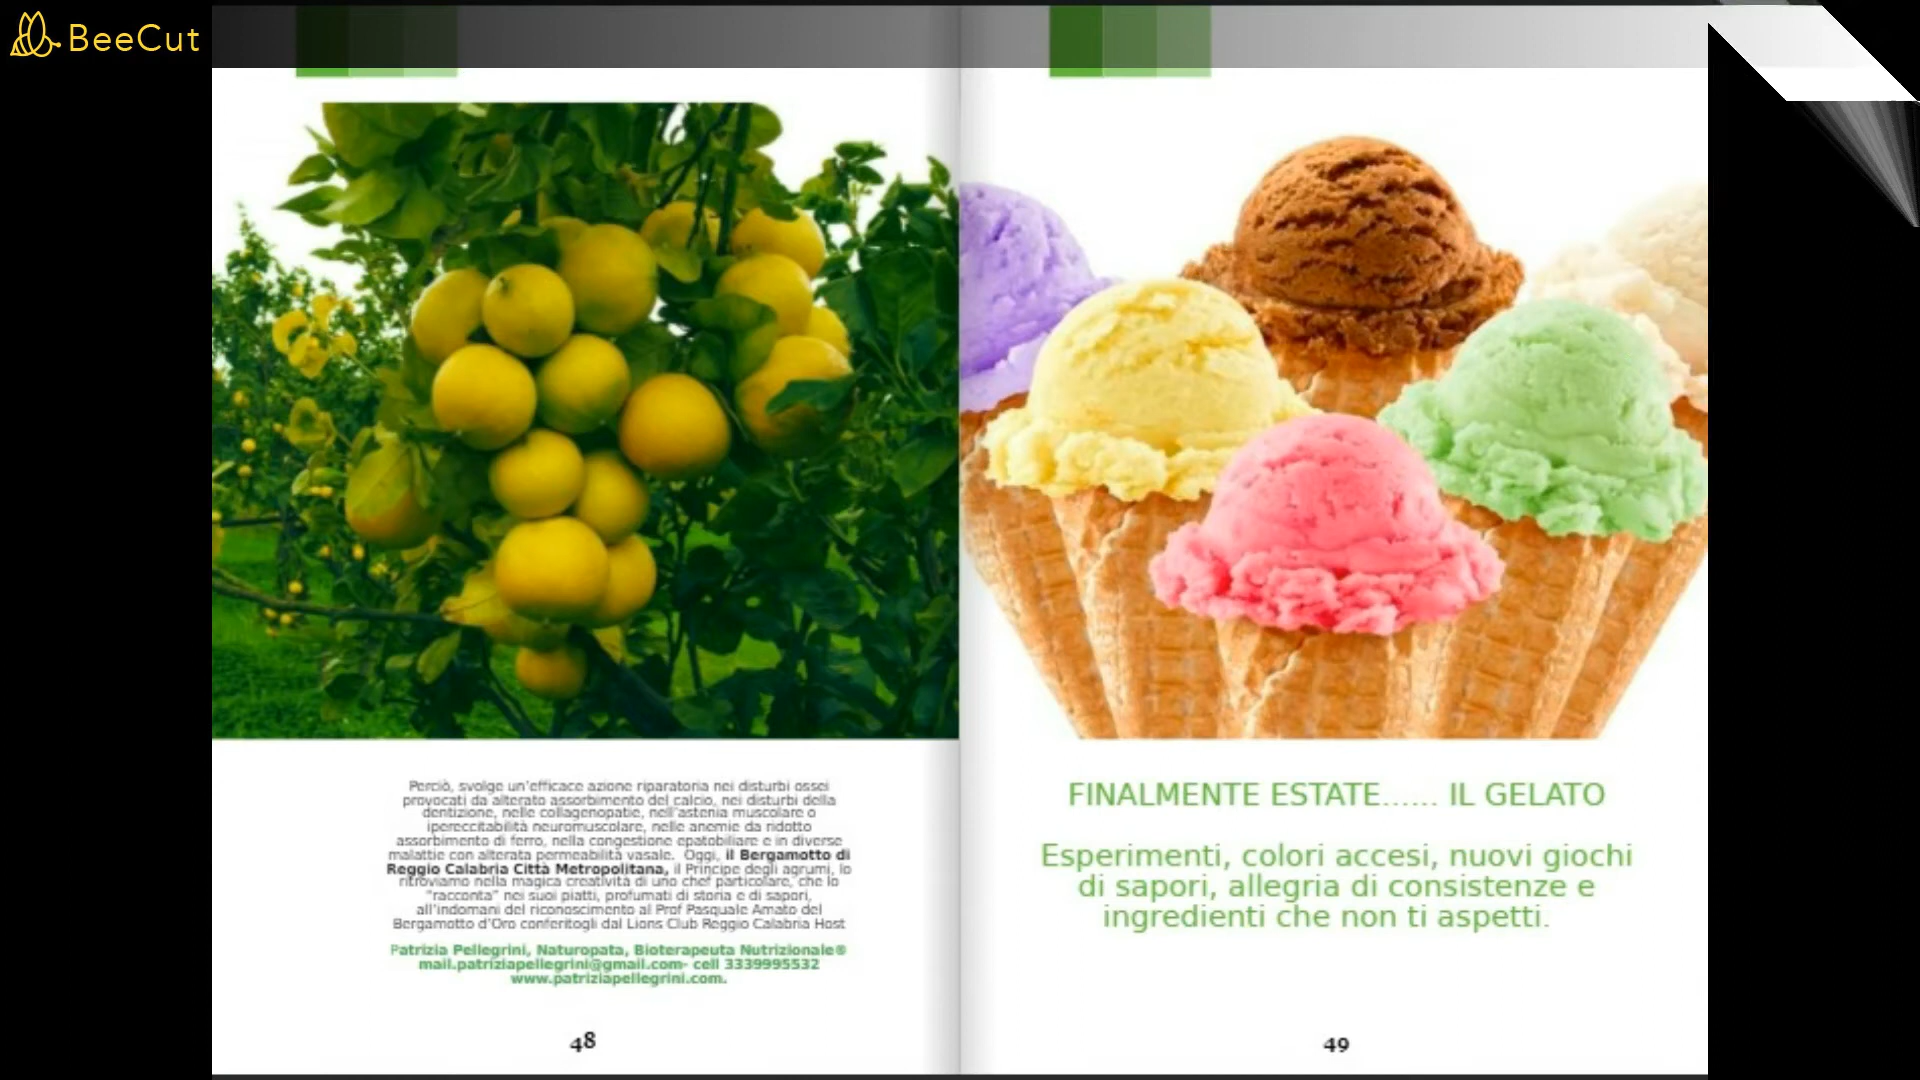 BeeCut
Perciò, svolge un'efficace azione riparatoria nei disturbi ossei
provocati da alterato assorbimento del calcio, nei disturbi della
dentizione, nelle collagenopatie, nell'astenia muscolare o
ipereccitabilità neuromuscolare, nelle anemie da ridotto
assorbimento di ferro, nella congestione epatobiliare e in diverse
malattie con alterata permeabilità vasale. Oggi, il Bergamotto di
Reggio Calabria Città Metropolitana, il Principe degli agrumi, lo
ritroviamo nella magica creatività di uno chef particolare, che lo
"racconta" nei suoi piatti, profumati di storia e di sapori,
all'indomani del riconoscimento al Prof Pasquale Amato del
Bergamotto d'Oro conferitogli dal Lions Club Reggio Calabria Host
Patrizia Pellegrini, Naturopata, Bioterapeuta Nutrizionale®
mail.patriziapellegrini@gmail.com- cell 3339995532
www.patriziapellegrini.com.
48
FINALMENTE ESTATE...... IL GELATO
Esperimenti, colori accesi, nuovi giochi
di sapori, allegria di consistenze e
ingredienti che non ti aspetti.
49